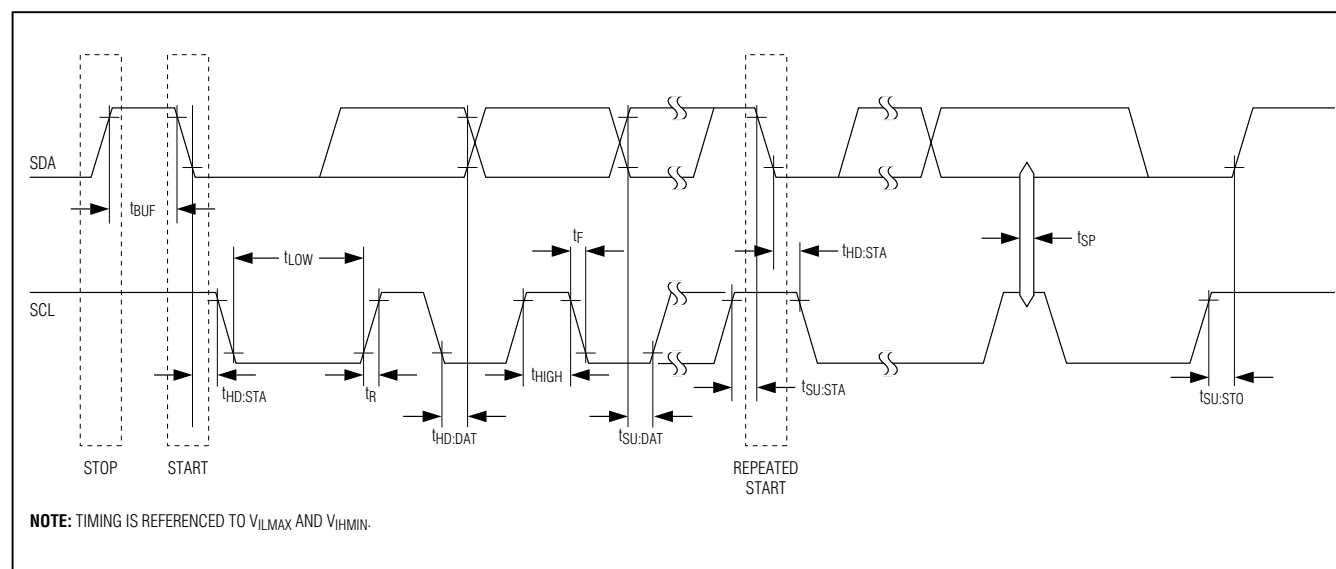 SDA
tBUF
tF
tSP
tLOW
tHD:STA
SCL
tHD:STA
tR
tHIGH
tSU:STA
tSU:STO
tHD:DAT
tSU:DAT
STOP
START
REPEATED
START
NOTE: TIMING IS REFERENCED TO VILMAX AND VIHMIN.